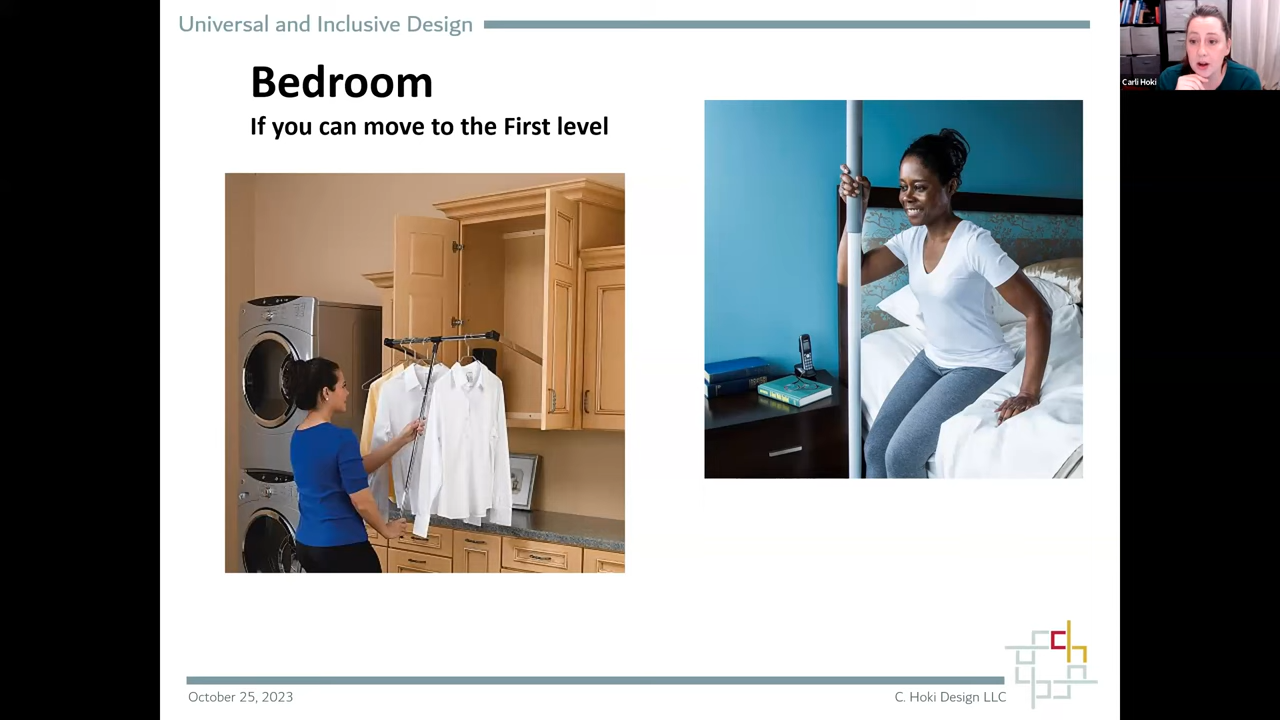 Universal and Inclusive Design
Bedroom
If you can move to the First level
Carli Hoki
October 25, 2023
C. Hoki Design LLC
ch